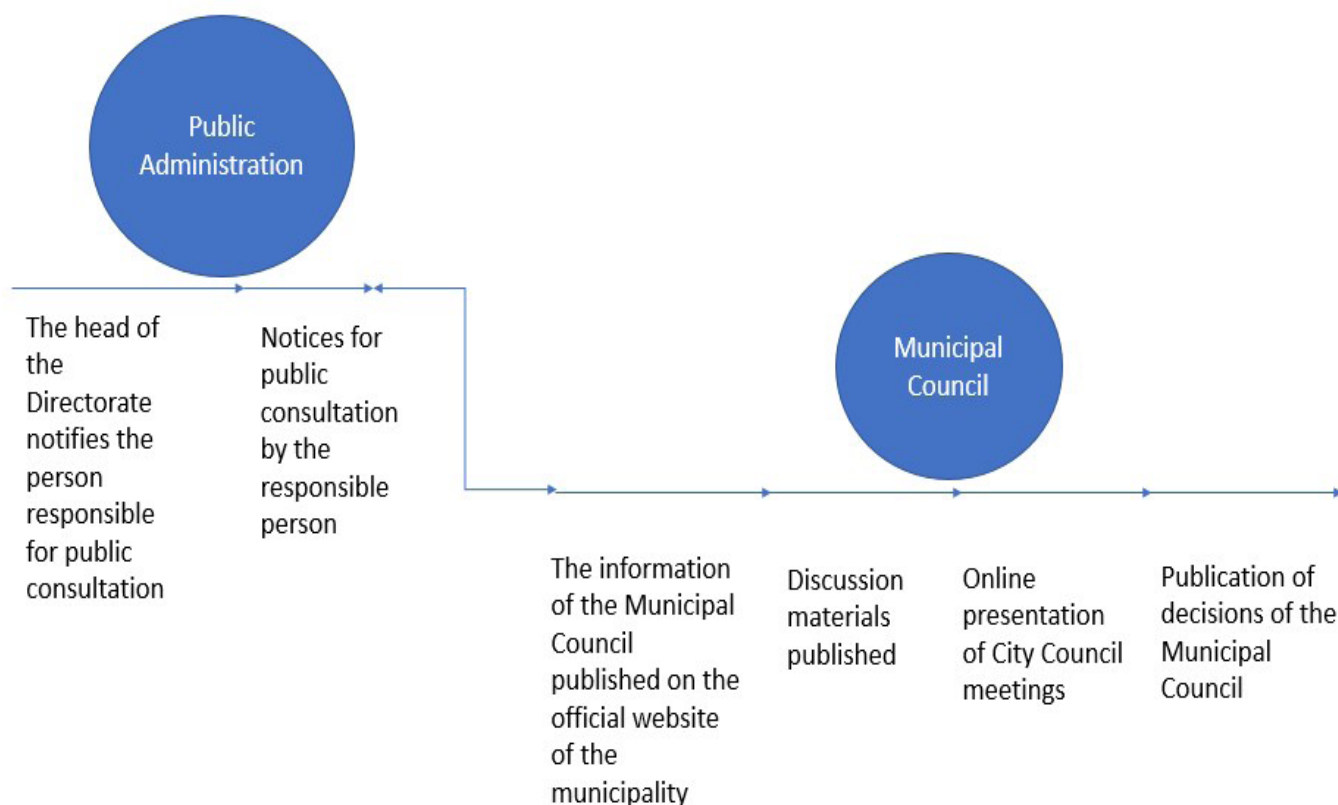 Public
Administration
The head of
the
Directorate
notifies the
person
responsible
for public
consultation
Notices for
public
consultation
by the
responsible
person
Municipal
Council
The information
of the Municipal
Council
published on the
official website
of the
municipality
Discussion
materials
published
Online
presentation
of City Council
meetings
Publication of
decisions of the
Municipal
Council